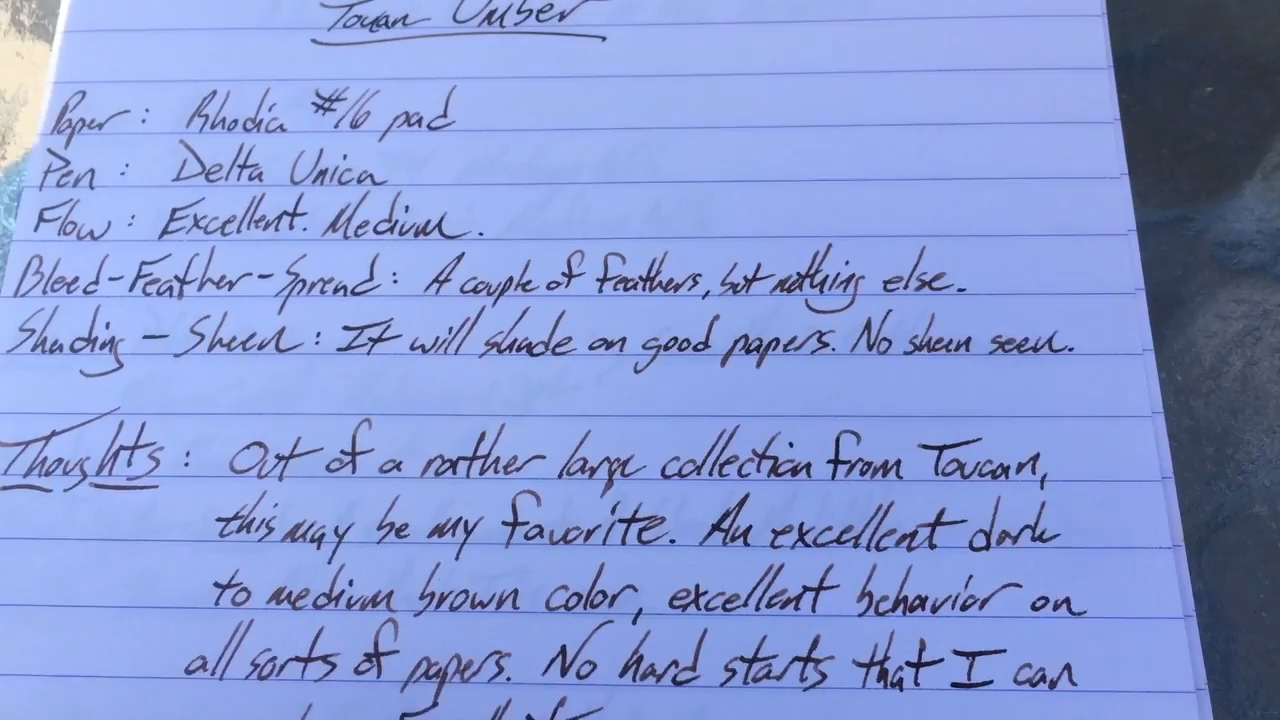 Toucan Umber
Paper: Rhodia #16 pad
Pen: Delta Unica
Flow: Excellent. Medium.
Bleed-Feather-Spread: A couple of feathers, but nothing else.
Shading - Sheen: It will shade on good papers. No sheen seen.
Thoughts: Out of a rather large collection from Toucan,
this may be my favorite. An excellent dark
to medium brown color, excellent behavior on
all sorts of papers. No hard starts that I can